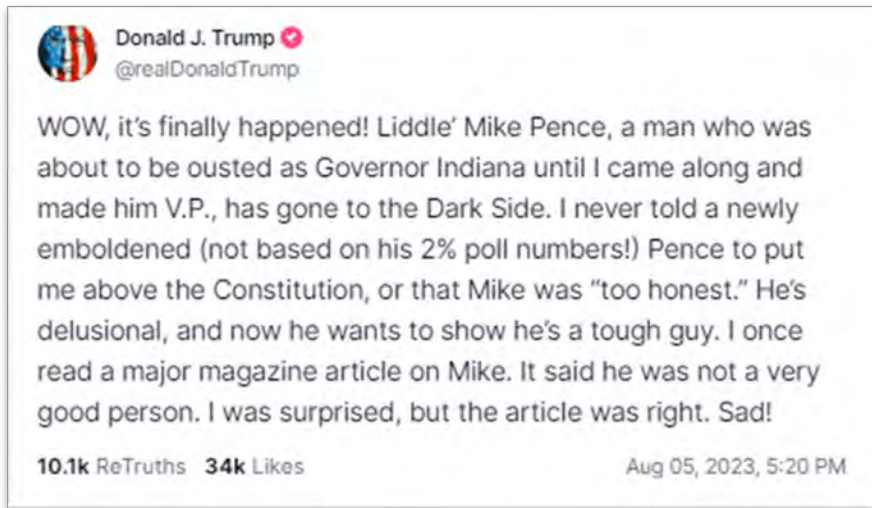 Donald J. Trump
@realDonaldTrump
WOW, it's finally happened! Liddle' Mike Pence, a man who was
about to be ousted as Governor Indiana until I came along and
made him V.P., has gone to the Dark Side. I never told a newly
emboldened (not based on his 2% poll numbers!) Pence to put
me above the Constitution, or that Mike was "too honest." He's
delusional, and now he wants to show he's a tough guy. I once
read a major magazine article on Mike. It said he was not a very
good person. I was surprised, but the article was right. Sad!
10.1k ReTruths 34k Likes Aug 05, 2023, 5:20 PM